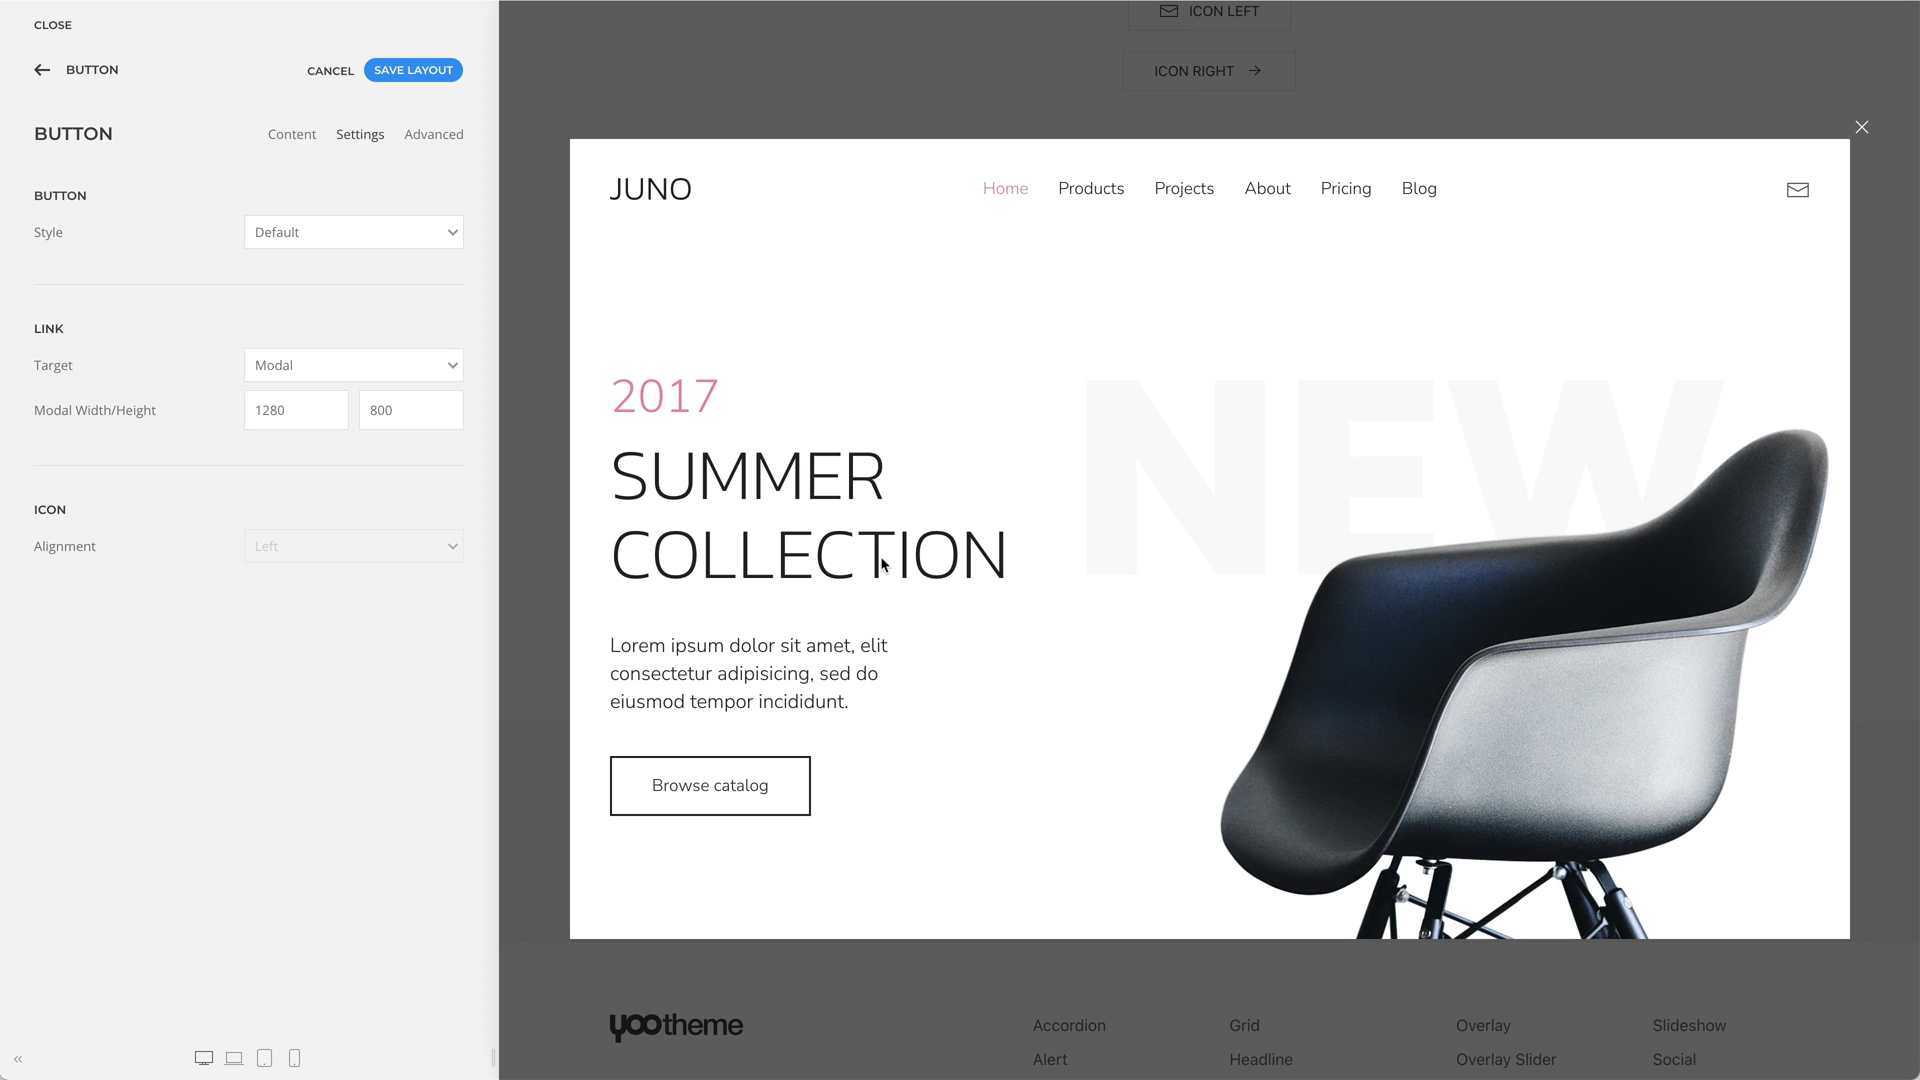 CLOSE
BUTTON
CANCEL
SAVE LAYOUT
BUTTON
Content
Settings
Advanced
BUTTON
Style
Default
LINK
Target
Modal
Modal Width/Height
1280
800
ICON
Alignment
Left
ICON LEFT
ICON RIGHT
JUNO
Home
Products
Projects
About
Pricing
Blog
NEW
2017
SUMMER
COLLECTION
Lorem ipsum dolor sit amet, elit
consectetur adipisicing, sed do
eiusmod tempor incididunt.
Browse catalog
yootheme
Accordion
Grid
Overlay
Slideshow
Alert
Headline
Overlay Slider
Social